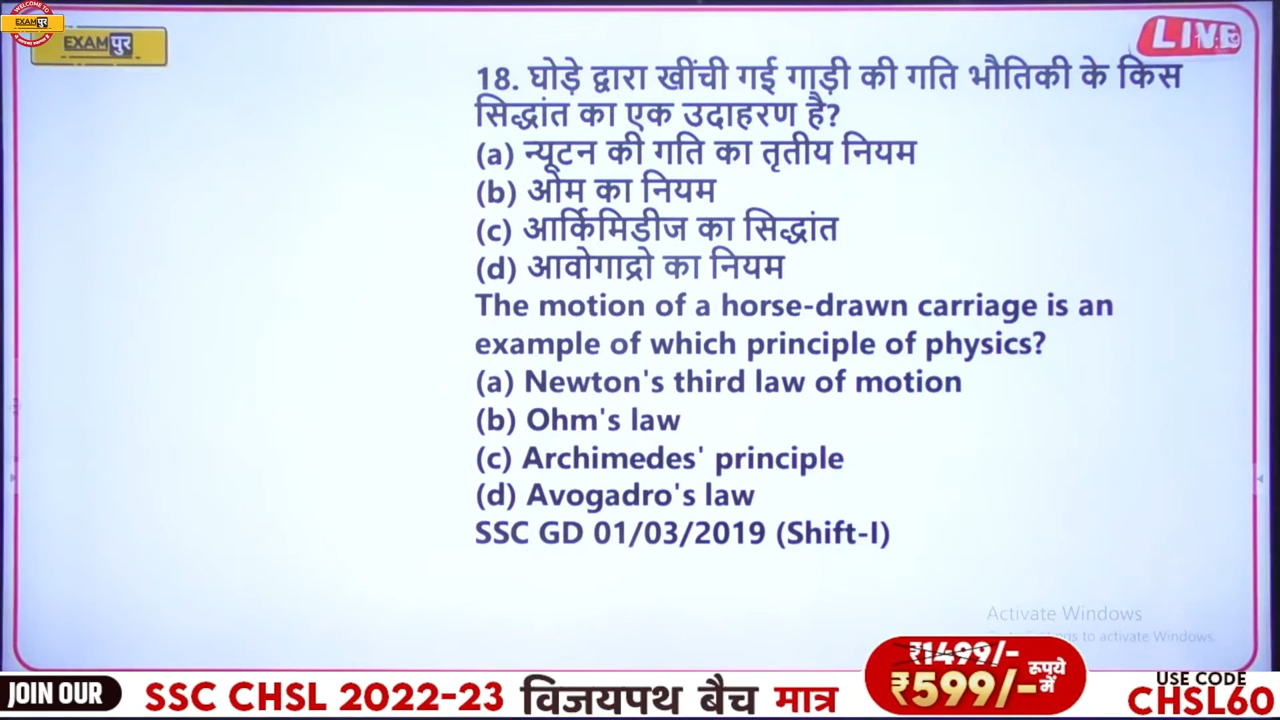 WELCOME TO
EXAMपुर
EXAMपुर
LIVE
18. घोड़े द्वारा खींची गई गाड़ी की गति भौतिकी के किस
सिद्धांत का एक उदाहरण है?
(a) न्यूटन की गति का तृतीय नियम
(b) ओम का नियम
(c) आर्किमिडीज का सिद्धांत
(d) आवोगाद्रो का नियम
The motion of a horse-drawn carriage is an
example of which principle of physics?
(a) Newton's third law of motion
(b) Ohm's law
(c) Archimedes' principle
(d) Avogadro's law
SSC GD 01/03/2019 (Shift-I)
Activate Windows
to activate Windows.
JOIN OUR SSC CHSL 2022-23 विजयपथ बैच मात्र
₹1499/-
₹599/- रूपये में
USE CODE
CHSL60